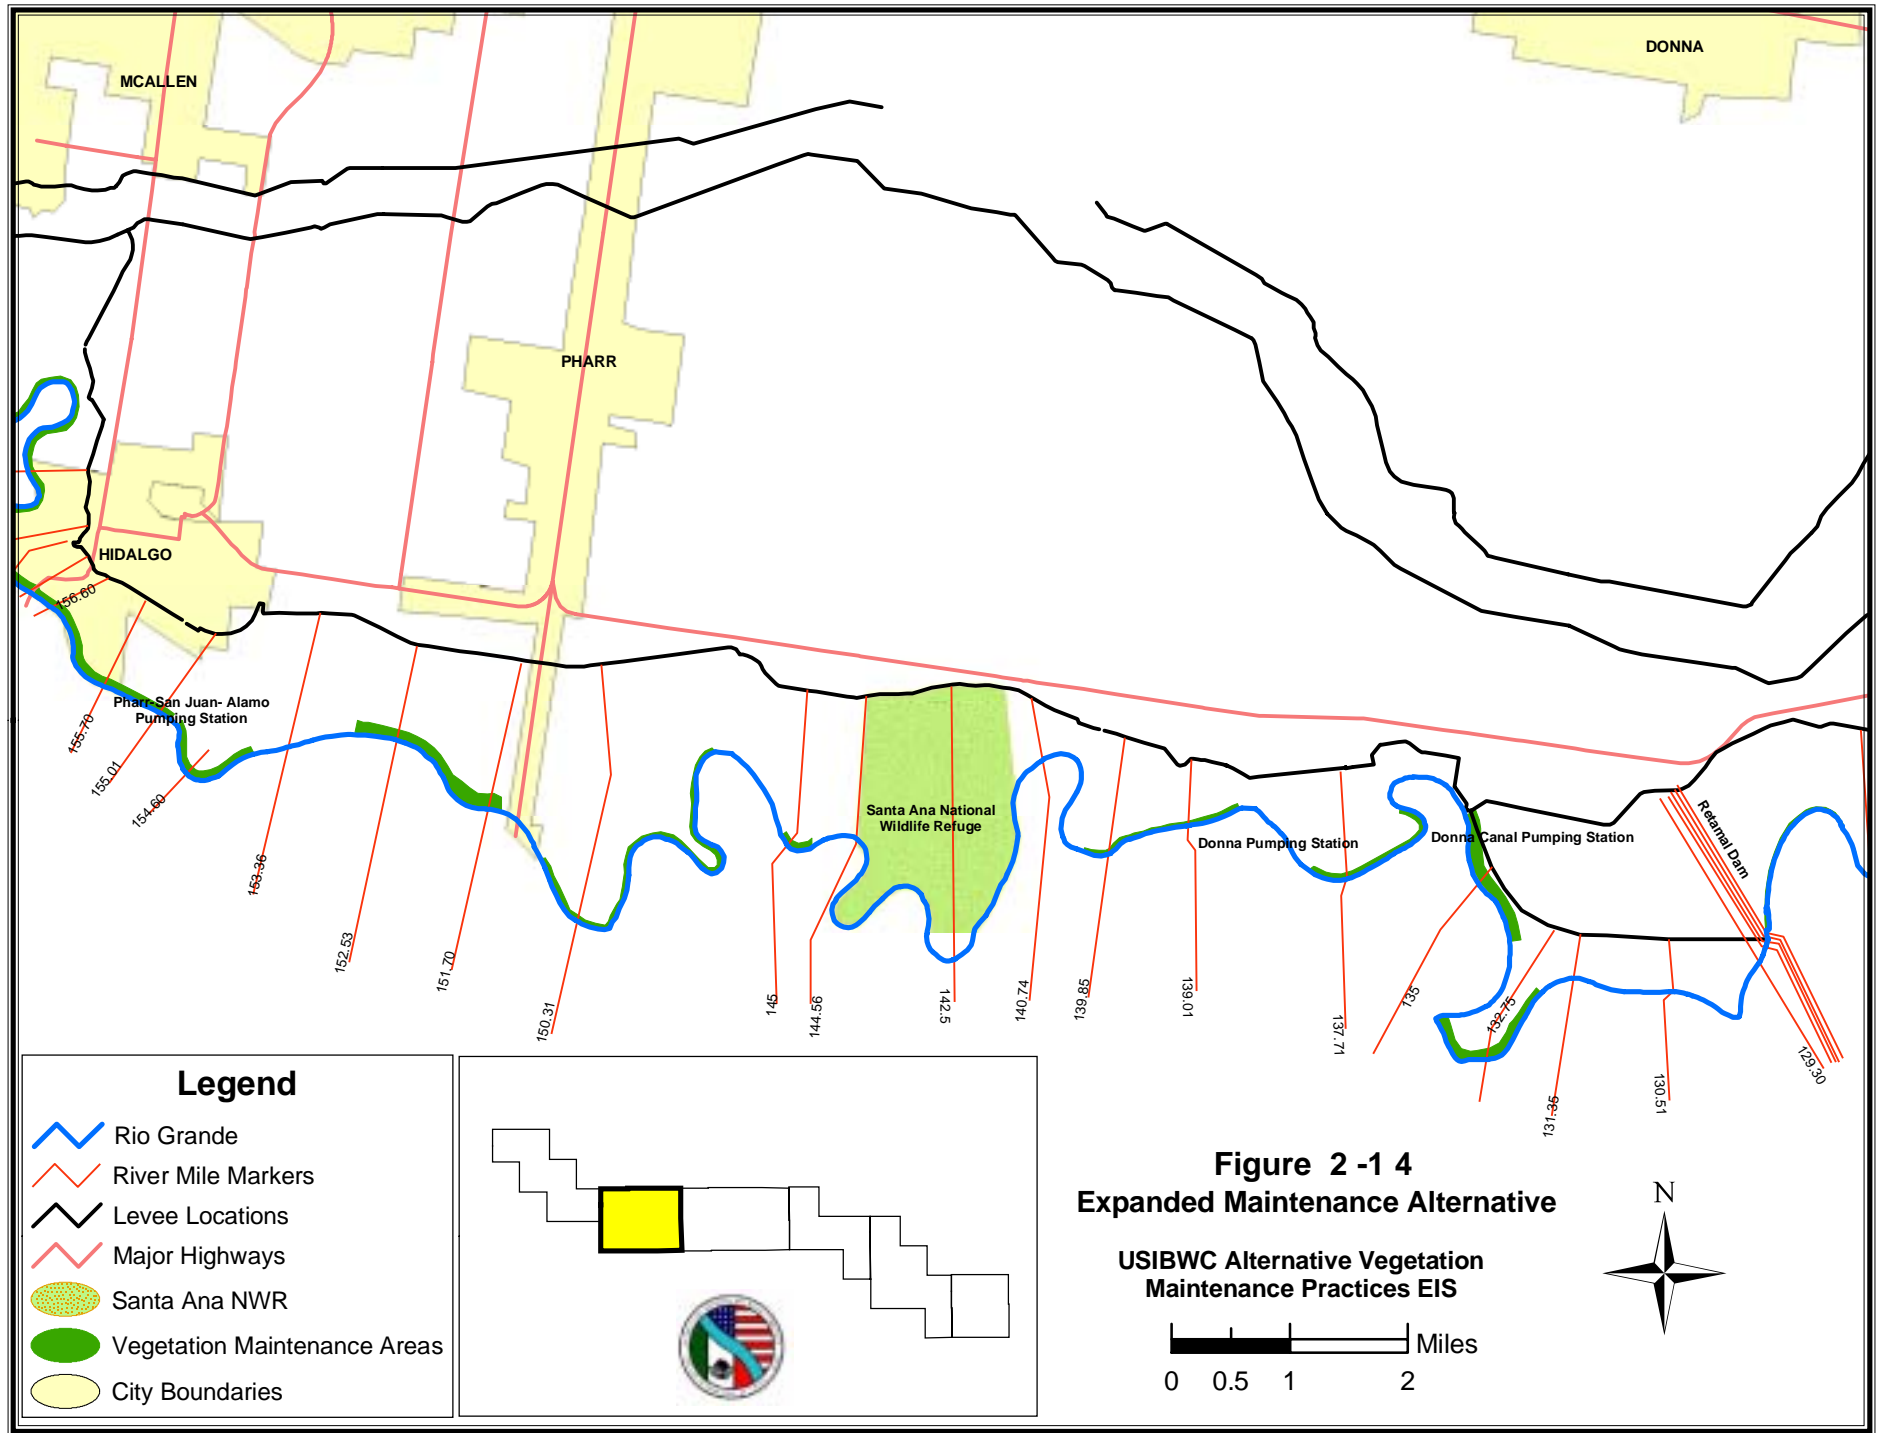 DONNA
MCALLEN
PHARR
HIDALGO
156.60
Pharr-San Juan- Alamo
Pumping Station
155.70
155.01
154.60
153.36
152.53
151.70
150.31
145
144.56
Santa Ana National
Wildlife Refuge
142.5
140.74
139.85
139.01
Donna Pumping Station
137.71
135
Donna Canal Pumping Station
132.75
131.35
130.51
Retamal Dam
129.30
Legend
Rio Grande
River Mile Markers
Levee Locations
Major Highways
Santa Ana NWR
Vegetation Maintenance Areas
City Boundaries
Figure 2 -1 4
Expanded Maintenance Alternative
USIBWC Alternative Vegetation
Maintenance Practices EIS
Miles
0 0.5 1 2
N